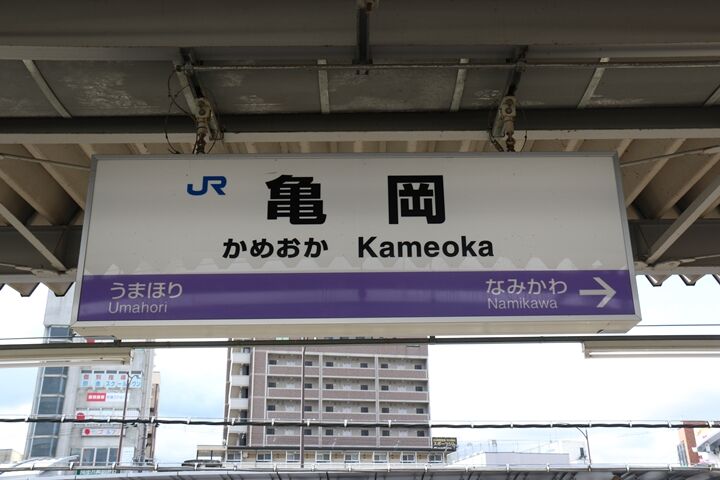 JR 亀岡
かめおか Kameoka
うまほり なみかわ →
Umahori Namikawa